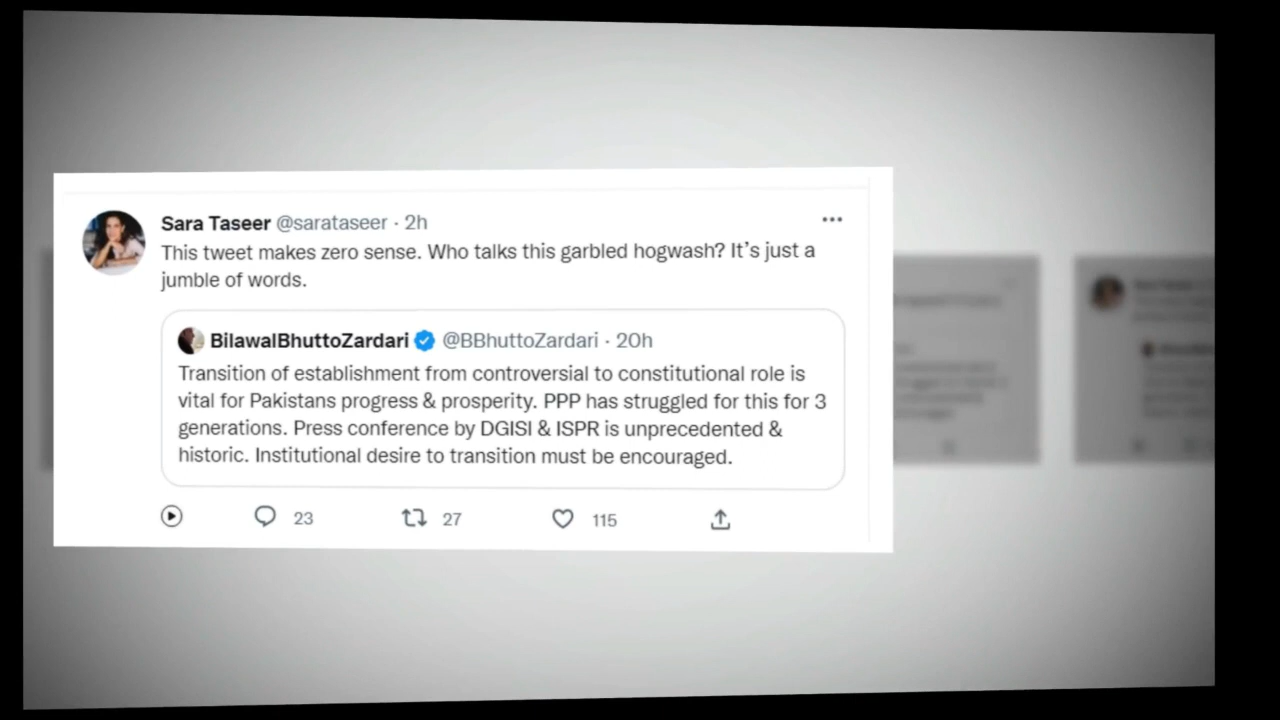 Sara Taseer @sarataseer · 2h
This tweet makes zero sense. Who talks this garbled hogwash? It's just a
jumble of words.
BilawalBhuttoZardari @BBhuttoZardari · 20h
Transition of establishment from controversial to constitutional role is
vital for Pakistans progress & prosperity. PPP has struggled for this for 3
generations. Press conference by DGISI & ISPR is unprecedented &
historic. Institutional desire to transition must be encouraged.
23 27 115